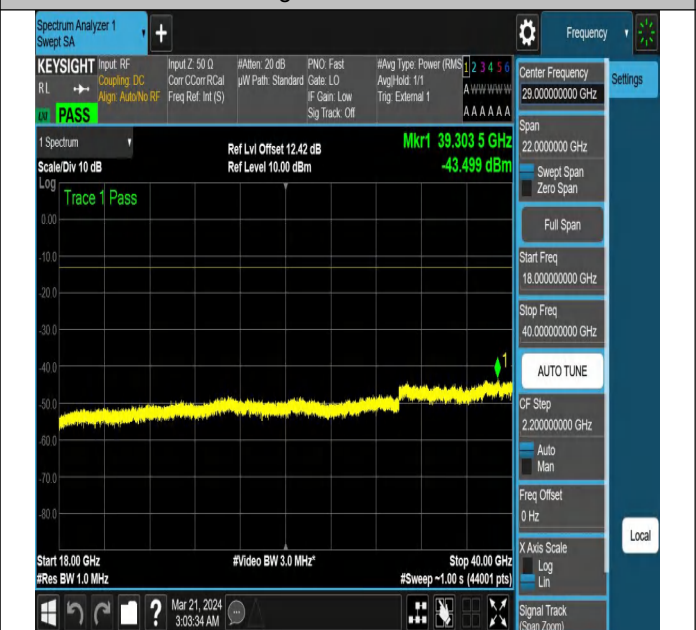 Spectrum Analyzer 1
Swept SA
+
Frequency
KEYSIGHT
RL
PASS
Input: RF
Coupling: DC
Align: Auto/No RF
Input Z: 50 Ω
Corr CCorr RCal
Freq Ref: Int (S)
#Atten: 20 dB
µW Path: Standard
PNO: Fast
Gate: LO
IF Gain: Low
Sig Track: Off
#Avg Type: Power (RMS
Avg|Hold: 1/1
Trig: External 1
1 2 3 4 5 6
A W W W W W
A A A A A A
1 Spectrum
Scale/Div 10 dB
Ref Lvl Offset 12.42 dB
Ref Level 10.00 dBm
Mkr1 39.303 5 GHz
-43.499 dBm
Log
Trace 1 Pass
0.00
-10.0
-20.0
-30.0
-40.0
-50.0
-60.0
-70.0
-80.0
1
Start 18.00 GHz
#Res BW 1.0 MHz
#Video BW 3.0 MHz*
Stop 40.00 GHz
#Sweep ~1.00 s (44001 pts)
?
Mar 21, 2024
3:03:34 AM
Center Frequency
29.000000000 GHz
Settings
Span
22.0000000 GHz
Swept Span
Zero Span
Full Span
Start Freq
18.000000000 GHz
Stop Freq
40.000000000 GHz
AUTO TUNE
CF Step
2.200000000 GHz
Auto
Man
Freq Offset
0 Hz
Local
X Axis Scale
Log
Lin
Signal Track
(Span Zoom)